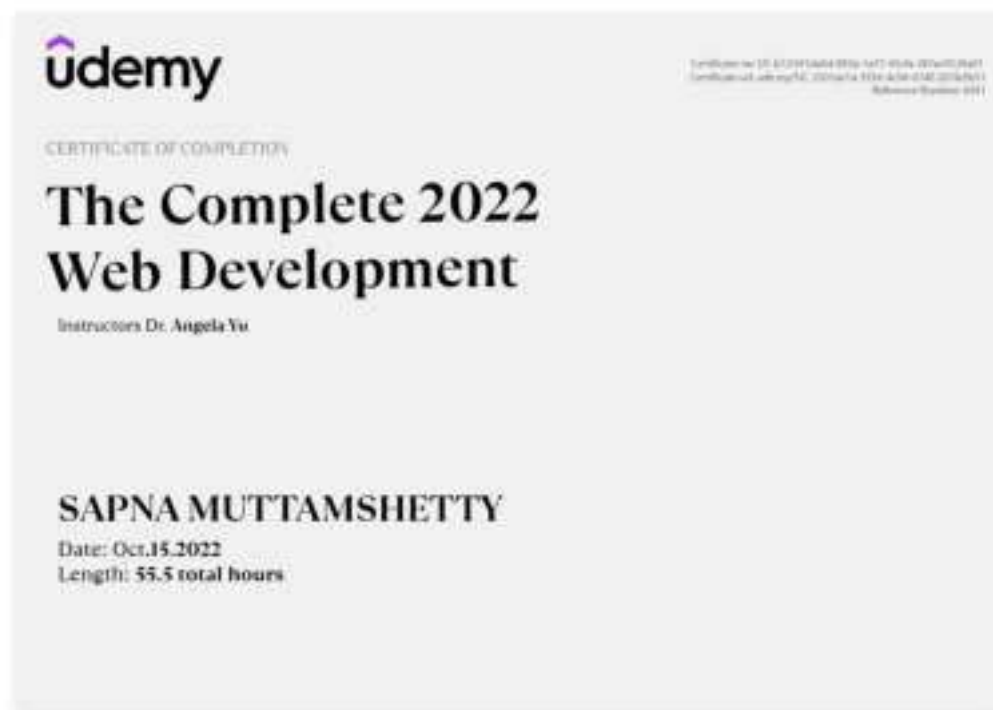 ûdemy
CERTIFICATE OF COMPLETION
The Complete 2022
Web Development
Instructors Dr. Angela Yu
SAPNA MUTTAMSHETTY
Date: Oct.15.2022
Length: 55.5 total hours